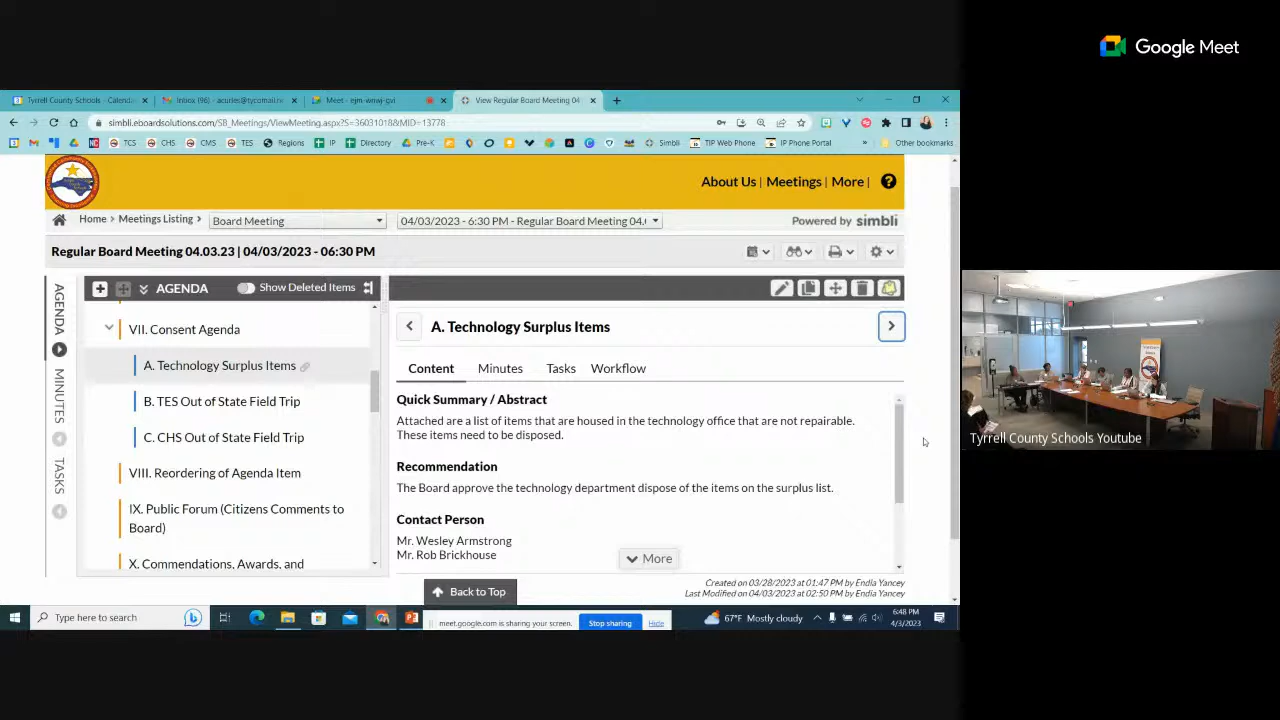 Google Meet
Tyrrell County Schools - Calend
Meet - ejm-wnwj-gvi
View Regular Board Meeting 04
simbli.eboardsolutions.com/SB_Meetings/ViewMeeting.aspx?S=36031018&MID=13778
TCS
CHS
CMS
TES
Regions
IP
Directory
Pre-K
Simbli
TIP Web Phone
IP Phone Portal
Other bookmarks
About Us | Meetings | More |
Home > Meetings Listing >
Board Meeting
04/03/2023 - 6:30 PM - Regular Board Meeting 04.
Powered by simbli
Regular Board Meeting 04.03.23 | 04/03/2023 - 06:30 PM
AGENDA
MINUTES
TASKS
AGENDA
Show Deleted Items
VII. Consent Agenda
A. Technology Surplus Items
B. TES Out of State Field Trip
C. CHS Out of State Field Trip
VIII. Reordering of Agenda Item
IX. Public Forum (Citizens Comments to
Board)
X. Commendations, Awards, and
A. Technology Surplus Items
Content
Minutes
Tasks
Workflow
Quick Summary / Abstract
Attached are a list of items that are housed in the technology office that are not repairable.
These items need to be disposed.
Recommendation
The Board approve the technology department dispose of the items on the surplus list.
Contact Person
Mr. Wesley Armstrong
Mr. Rob Brickhouse
More
Created on 03/28/2023 at 01:47 PM by Endia Yancey
Last Modified on 04/03/2023 at 02:50 PM by Endia Yancey
Back to Top
Type here to search
meet.google.com is sharing your screen.
Stop sharing
Hide
67°F Mostly cloudy
6:48 PM
4/3/2023
Tyrrell County Schools Youtube